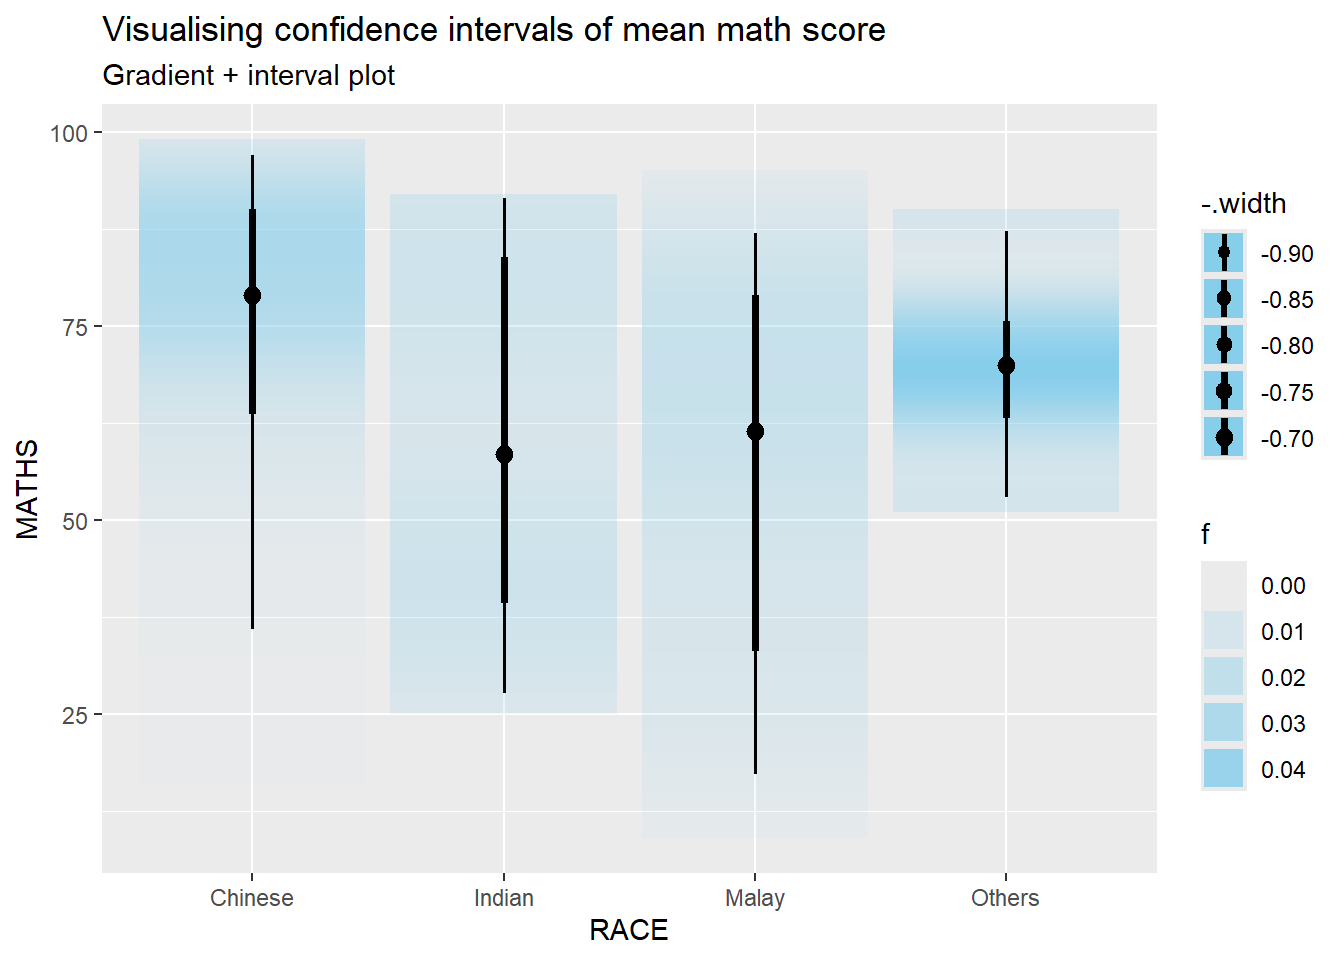 Visualising confidence intervals of mean math score
Gradient + interval plot
MATHS
100
75
50
25
Chinese
Indian
Malay
Others
RACE
-.width
-0.90
-0.85
-0.80
-0.75
-0.70
f
0.00
0.01
0.02
0.03
0.04